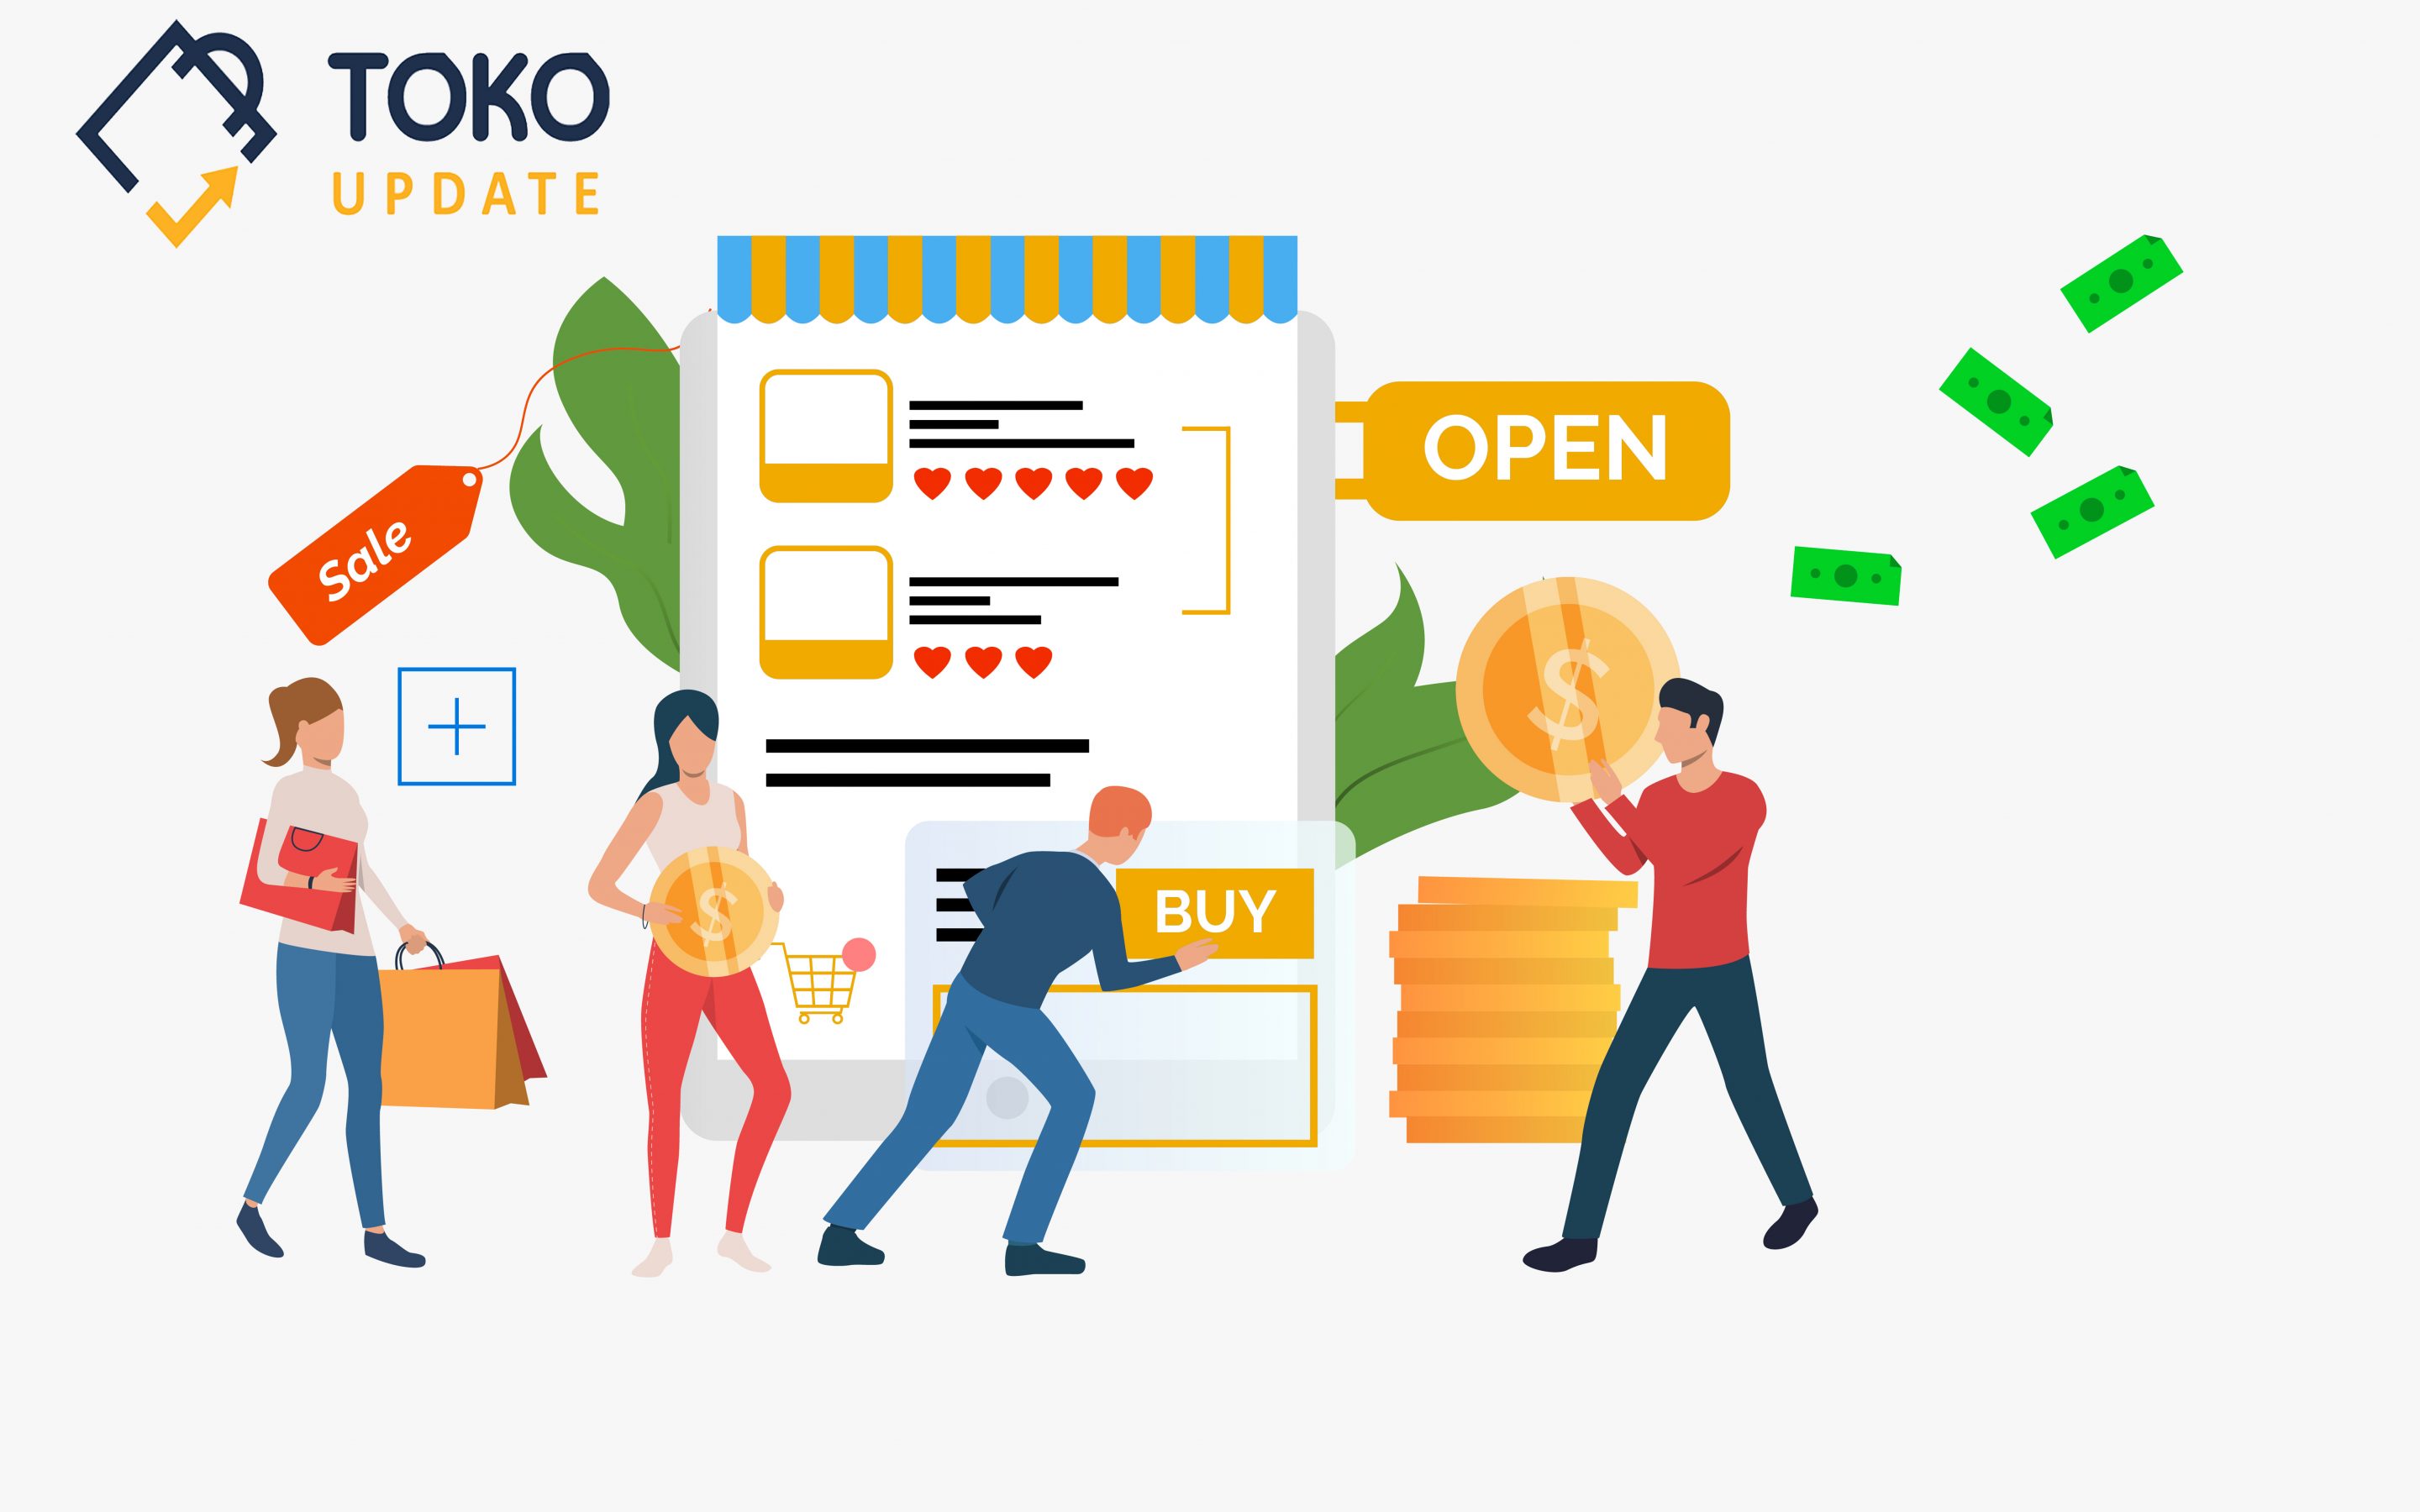 TOKO
UPDATE
OPEN
Sale
$
$
BUY